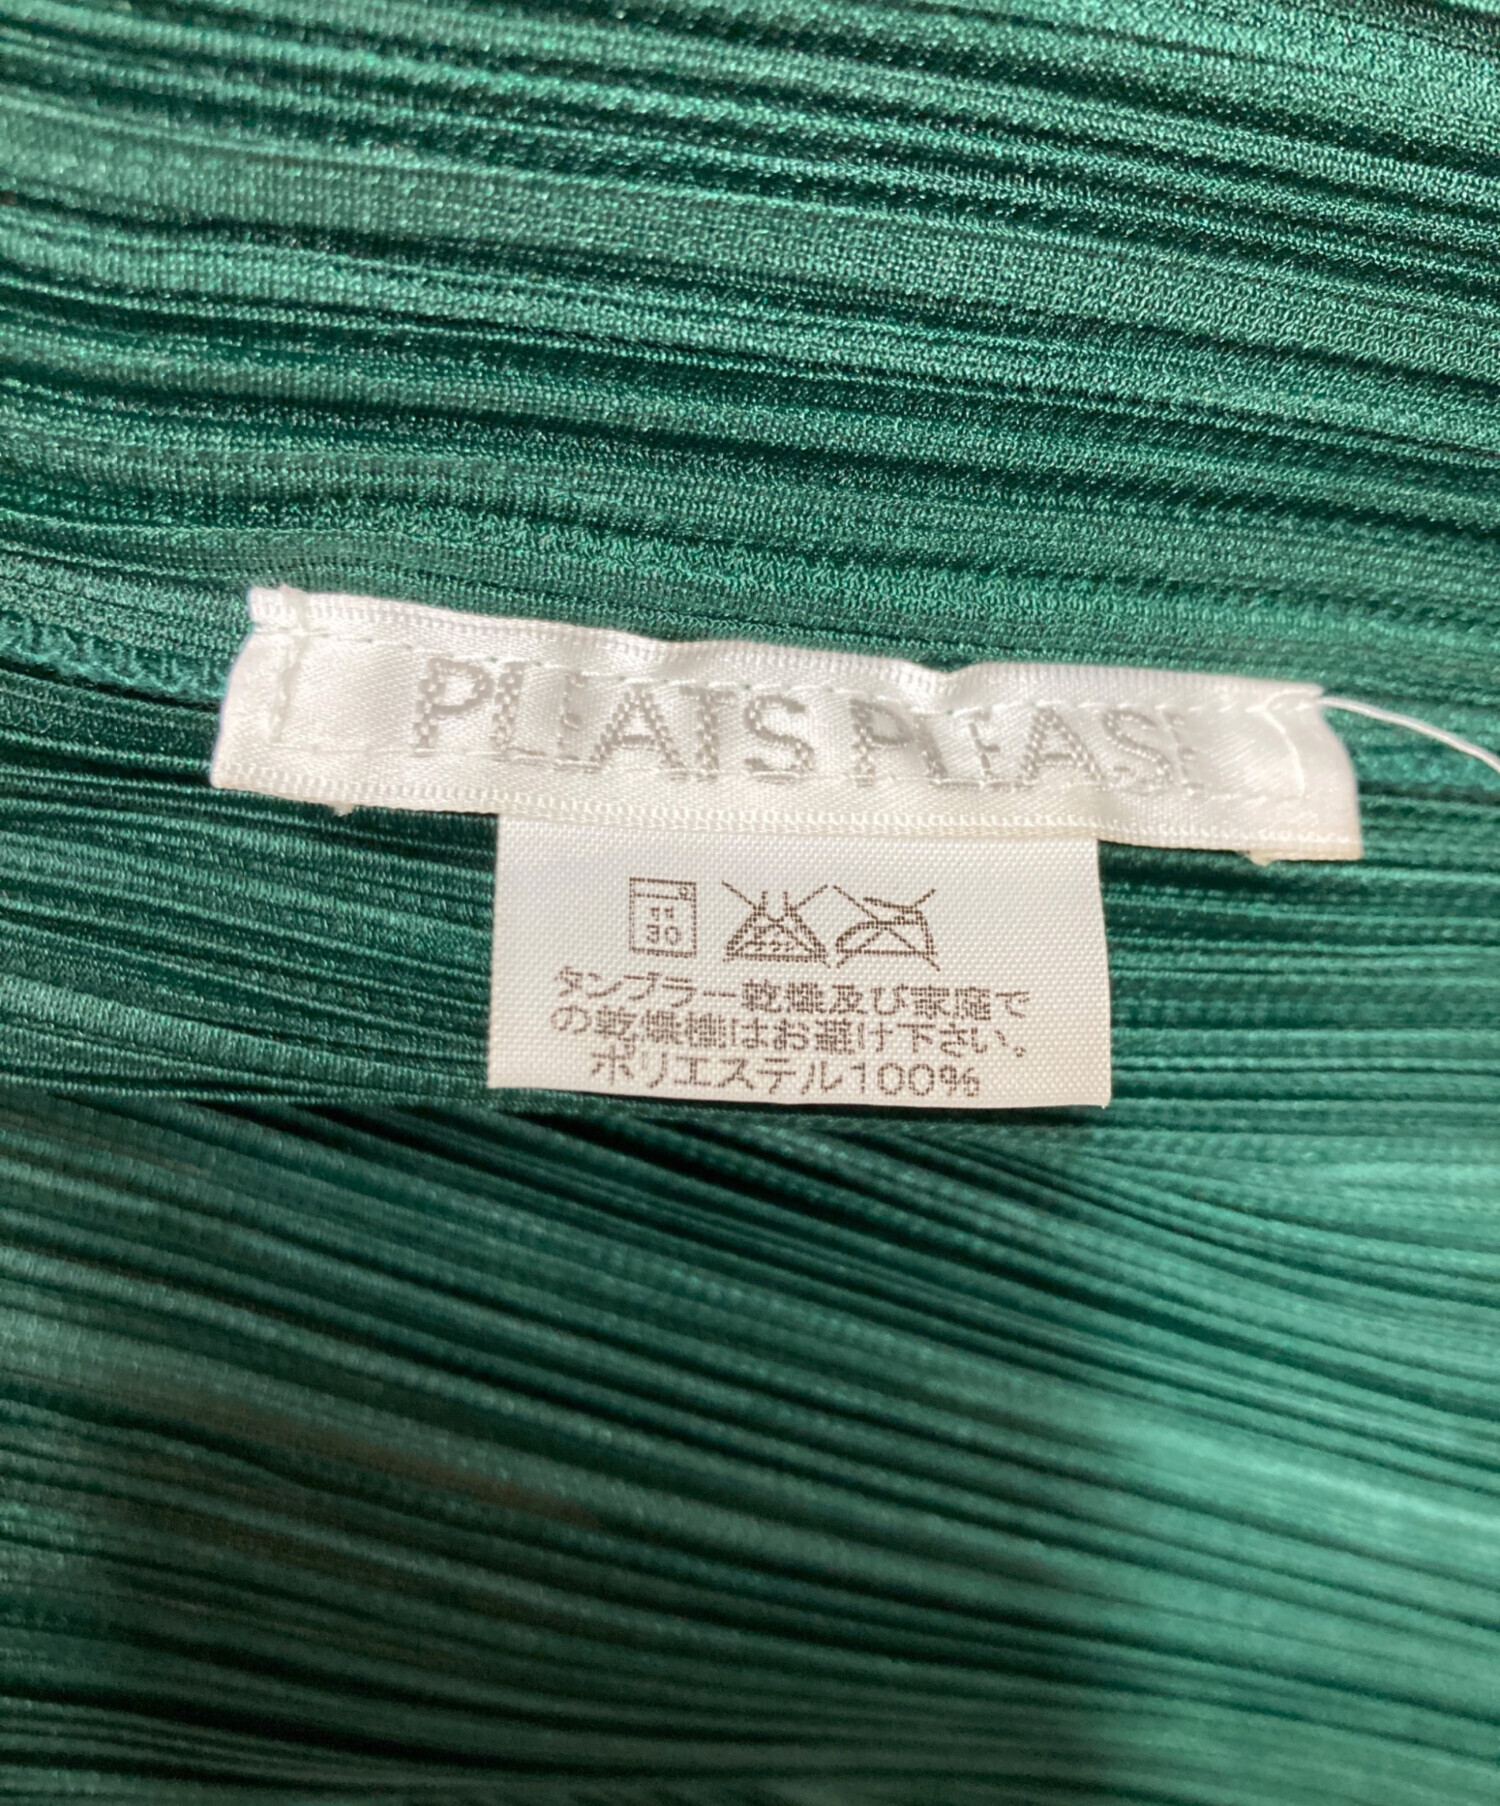 PLEATS PLEASE
30
タンブラー乾燥及び家庭で
の乾燥機はお避け下さい。
ポリエステル100%